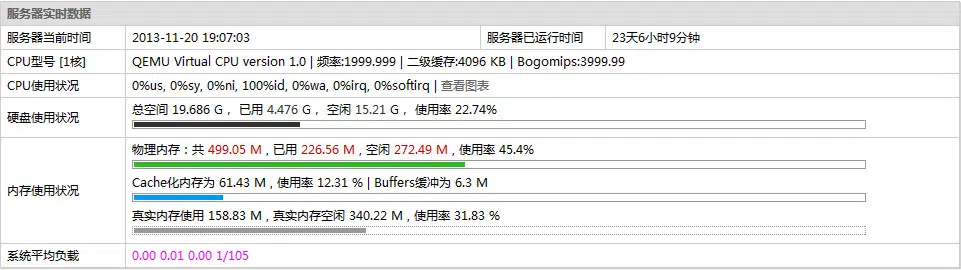 服务器实时数据
服务器当前时间 2013-11-20 19:07:03 服务器已运行时间 23天6小时9分钟
CPU型号 [1核] QEMU Virtual CPU version 1.0 | 频率:1999.999 | 二级缓存:4096 KB | Bogomips:3999.99
CPU使用状况 0%us, 0%sy, 0%ni, 100%id, 0%wa, 0%irq, 0%softirq | 查看图表
硬盘使用状况 总空间 19.686 G， 已用 4.476 G， 空闲 15.21 G， 使用率 22.74%
物理内存：共 499.05 M , 已用 226.56 M , 空闲 272.49 M , 使用率 45.4%
Cache化内存为 61.43 M , 使用率 12.31 % | Buffers缓冲为 6.3 M
内存使用状况
真实内存使用 158.83 M , 真实内存空闲 340.22 M , 使用率 31.83 %
系统平均负载 0.00 0.01 0.00 1/105